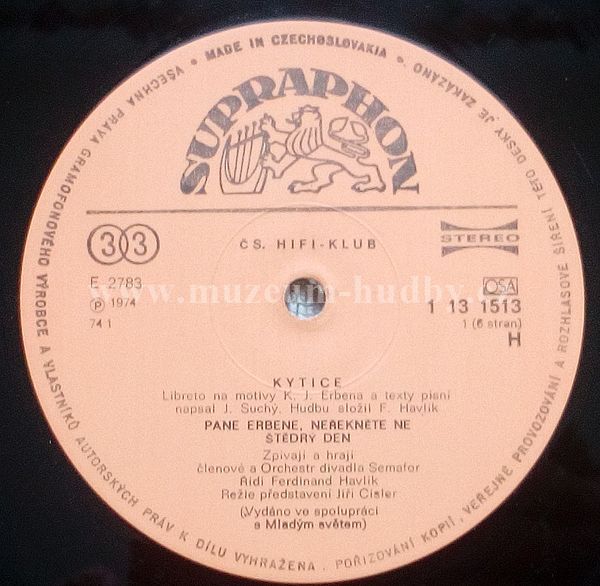 VŠECHNA PRÁVA GRAMOFONOVÉHO VÝROBCE A VLASTNÍKŮ AUTORSKÝCH PRÁV K DÍLU VYHRAŽENA . POŘIZOVÁNÍ KOPIÍ, VEŘEJNÉ PROVOZOVÁNÍ A ROZHLASOVÉ ŠÍŘENÍ TÉTO DESKY JE ZAKÁZÁNO
• MADE IN CZECHOSLOVAKIA •
SUPRAPHON
33
ČS. HIFI-KLUB
STEREO
E 2783
℗ 1974
74 1
OSA
1 13 1513
1 (6 stran)
H
www.muzeum-hudby.cz
KYTICE
Libreto na motivy K. J. Erbena a texty písní
napsal J. Suchý. Hudbu složil F. Havlík
PANE ERBENE, NEŘEKNĚTE NE
ŠTĚDRÝ DEN
Zpívají a hrají
členové a Orchestr divadla Semafor
Řídí Ferdinand Havlík
Režie představení Jiří Císler
(Vydáno ve spolupráci
s Mladým světem)